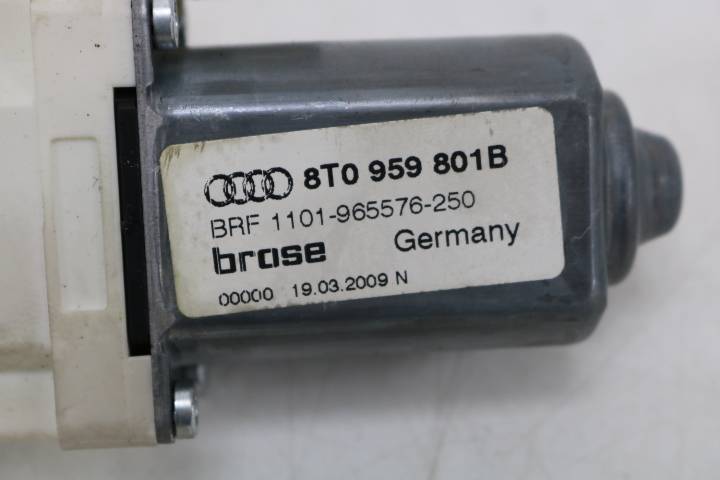 8T0 959 801B
BRF 1101-965576-250
brose Germany
00000 19.03.2009 N